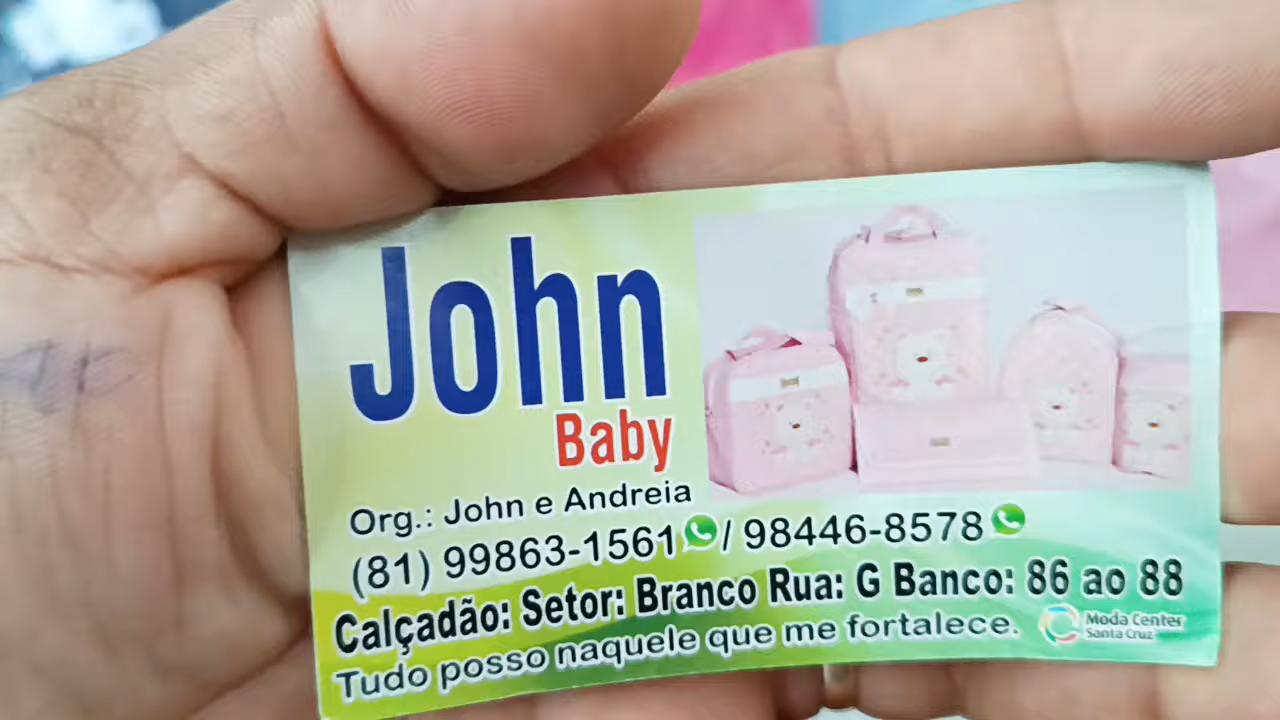 John
Baby
Org.: John e Andreia
(81) 99863-1561 / 98446-8578
Calçadão: Setor: Branco Rua: G Banco: 86 ao 88
Tudo posso naquele que me fortalece.
Moda Center
Santa Cruz